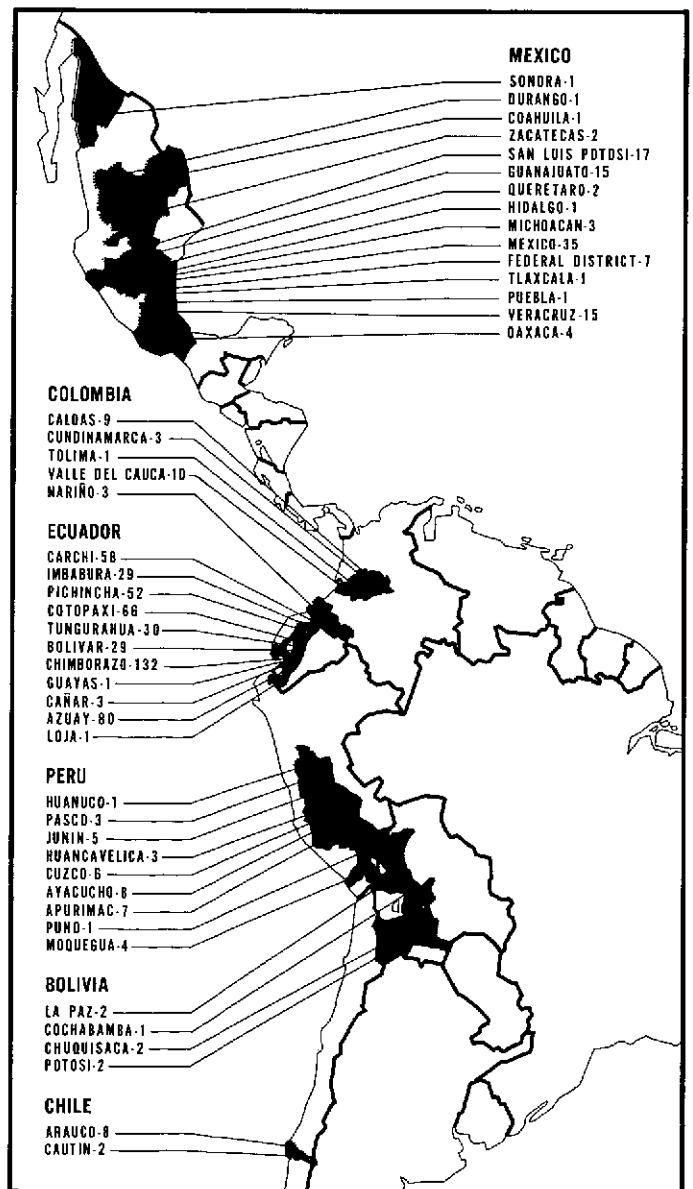 MEXICO
SONORA-1
DURANGO-1
COAHUILA-1
ZACATECAS-2
SAN LUIS POTOSI-17
GUANAJUATO-15
QUERETARO-2
HIDALGO-1
MICHOACAN-3
MEXICO-35
FEDERAL DISTRICT-7
TLAXCALA-1
PUEBLA-1
VERACRUZ-15
OAXACA-4
COLOMBIA
CALDAS-9
CUNDINAMARCA-3
TOLIMA-1
VALLE DEL CAUCA-10
NARIÑO-3
ECUADOR
CARCHI-58
IMBABURA-29
PICHINCHA-52
COTOPAXI-66
TUNGURAHUA-30
BOLIVAR-29
CHIMBORAZO-132
GUAYAS-1
CAÑAR-3
AZUAY-80
LOJA-1
PERU
HUANUCO-1
PASCO-3
JUNIN-5
HUANCAVELICA-3
CUZCO-6
AYACUCHO-8
APURIMAC-7
PUNO-1
MOQUEGUA-4
BOLIVIA
LA PAZ-2
COCHABAMBA-1
CHUQUISACA-2
POTOSI-2
CHILE
ARAUCO-8
CAUTIN-2